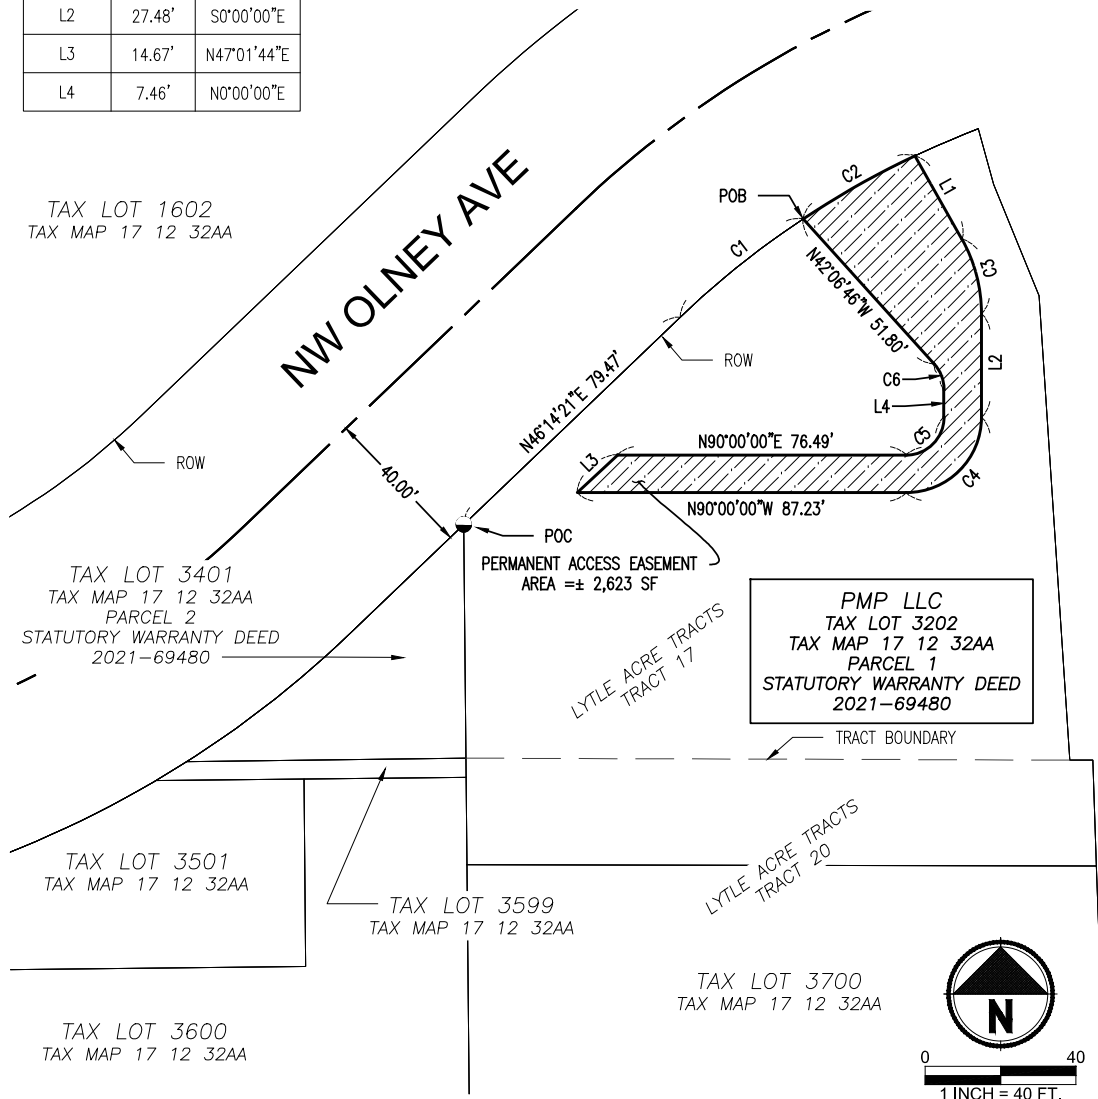 L2 27.48' S0°00'00"E
L3 14.67' N47°01'44"E
L4 7.46' N0°00'00"E
TAX LOT 1602
TAX MAP 17 12 32AA
NW OLNEY AVE
POB
C2
L1
C1
C3
N42°06'46"W 51.80'
ROW
L2
C6
L4
N46°14'21"E 79.47'
N90°00'00"E 76.49'
C5
ROW
L3
C4
40.00'
N90°00'00"W 87.23'
POC
PERMANENT ACCESS EASEMENT
AREA =± 2,623 SF
TAX LOT 3401
TAX MAP 17 12 32AA
PARCEL 2
STATUTORY WARRANTY DEED
2021-69480
PMP LLC
TAX LOT 3202
TAX MAP 17 12 32AA
PARCEL 1
STATUTORY WARRANTY DEED
2021-69480
LYTLE ACRE TRACTS
TRACT 17
TRACT BOUNDARY
LYTLE ACRE TRACTS
TRACT 20
TAX LOT 3501
TAX MAP 17 12 32AA
TAX LOT 3599
TAX MAP 17 12 32AA
TAX LOT 3700
TAX MAP 17 12 32AA
TAX LOT 3600
TAX MAP 17 12 32AA
N
0 40
1 INCH = 40 FT.